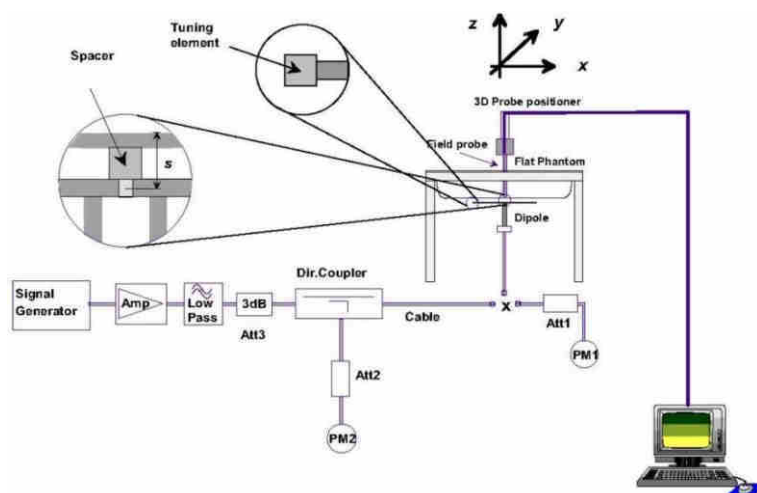 Tuning
element
Spacer
z
y
x
3D Probe positioner
Field probe
Flat Phantom
s
Dipole
Signal
Generator
Amp
Low
Pass
3dB
Att3
Dir.Coupler
Cable
x
Att1
PM1
Att2
PM2